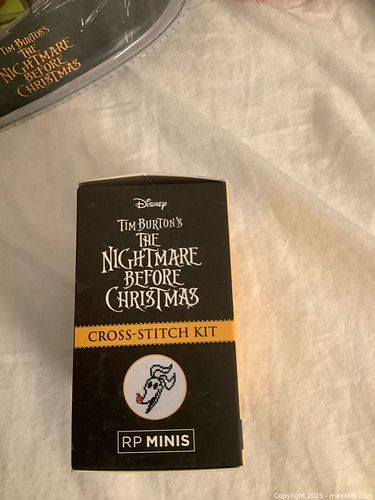 TIM BURTON'S
THE
NIGHTMARE
BEFORE
CHRISTMAS
DISNEY
TIM BURTON'S
THE
NIGHTMARE
BEFORE
CHRISTMAS
CROSS-STITCH KIT
RP MINIS
Copyright 2025 - maxsold.com